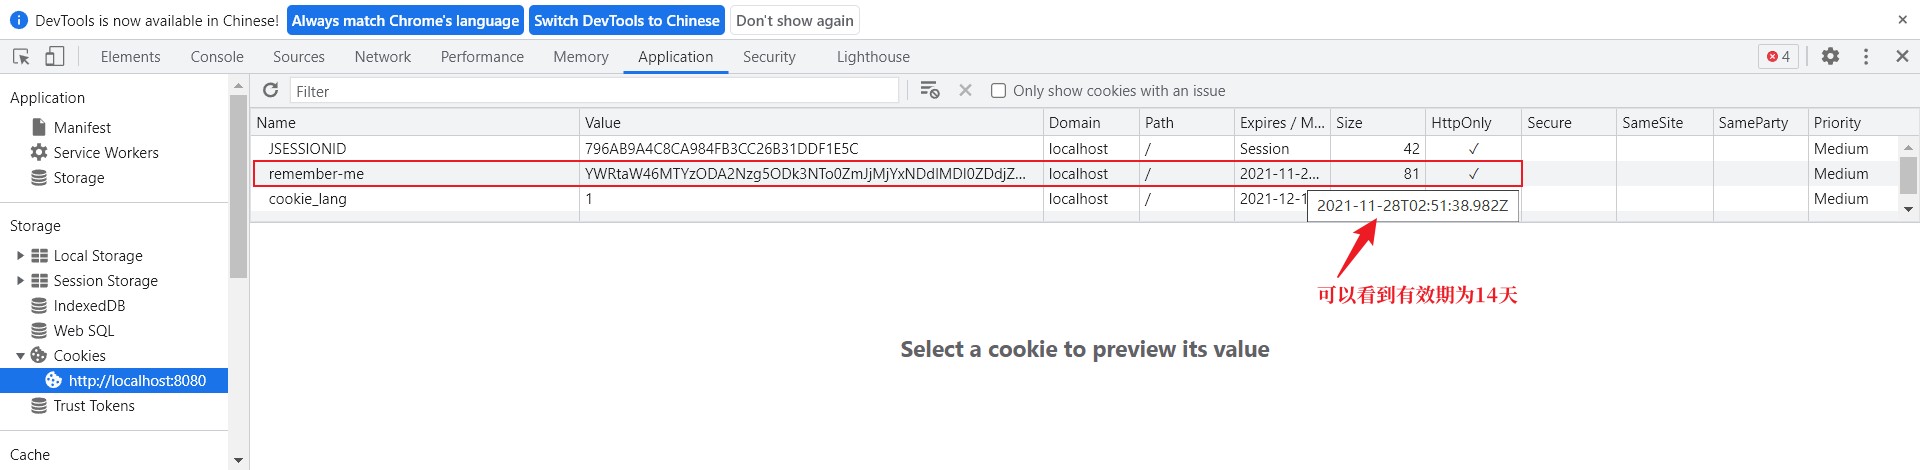 DevTools is now available in Chinese! Always match Chrome's language Switch DevTools to Chinese Don't show again
Elements Console Sources Network Performance Memory Application Security Lighthouse 4
Application
Manifest
Service Workers
Storage
Storage
Local Storage
Session Storage
IndexedDB
Web SQL
Cookies
http://localhost:8080
Trust Tokens
Cache
Filter Only show cookies with an issue
Name Value Domain Path Expires / M... Size HttpOnly Secure SameSite SameParty Priority
JSESSIONID 796AB9A4C8CA984FB3CC26B31DDF1E5C localhost / Session 42 ✓ Medium
remember-me YWRtaW46MTYzODA2Nzg5ODk3NTo0ZmJjMjYxNDdlMDI0ZDdjZ... localhost / 2021-11-2... 81 ✓ Medium
cookie_lang 1 localhost / 2021-12-1 Medium
2021-11-28T02:51:38.982Z
可以看到有效期为14天
Select a cookie to preview its value